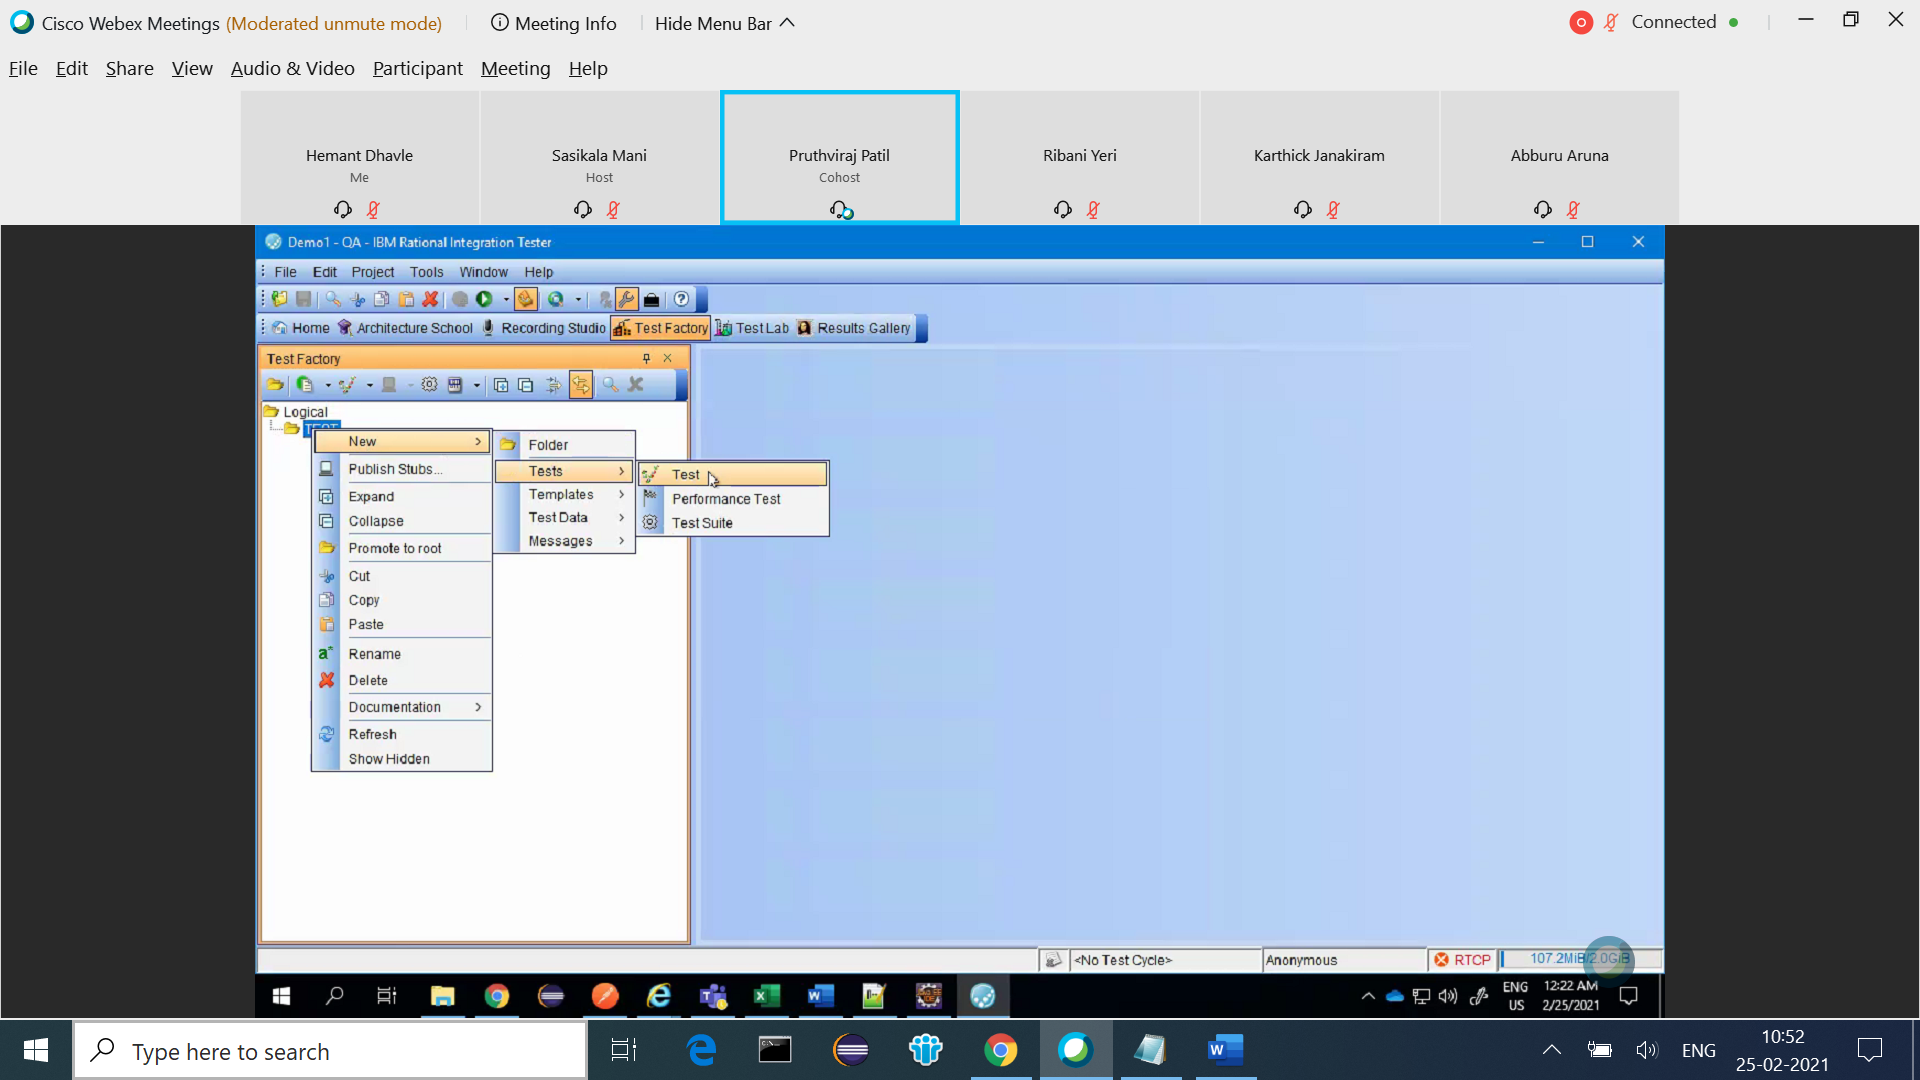 Cisco Webex Meetings (Moderated unmute mode)
Meeting Info
Hide Menu Bar
Connected
File Edit Share View Audio & Video Participant Meeting Help
Hemant Dhavle
Me
Sasikala Mani
Host
Pruthviraj Patil
Cohost
Ribani Yeri
Karthick Janakiram
Abburu Aruna
Demo1 - QA - IBM Rational Integration Tester
File Edit Project Tools Window Help
Home Architecture School Recording Studio Test Factory Test Lab Results Gallery
Test Factory
Logical
TEST
New
Publish Stubs...
Expand
Collapse
Promote to root
Cut
Copy
Paste
Rename
Delete
Documentation
Refresh
Show Hidden
Folder
Tests
Templates
Test Data
Messages
Test
Performance Test
Test Suite
<No Test Cycle>
Anonymous
RTCP
107.2MiB/2.0GiB
ENG
US
12:22 AM
2/25/2021
Type here to search
ENG
10:52
25-02-2021